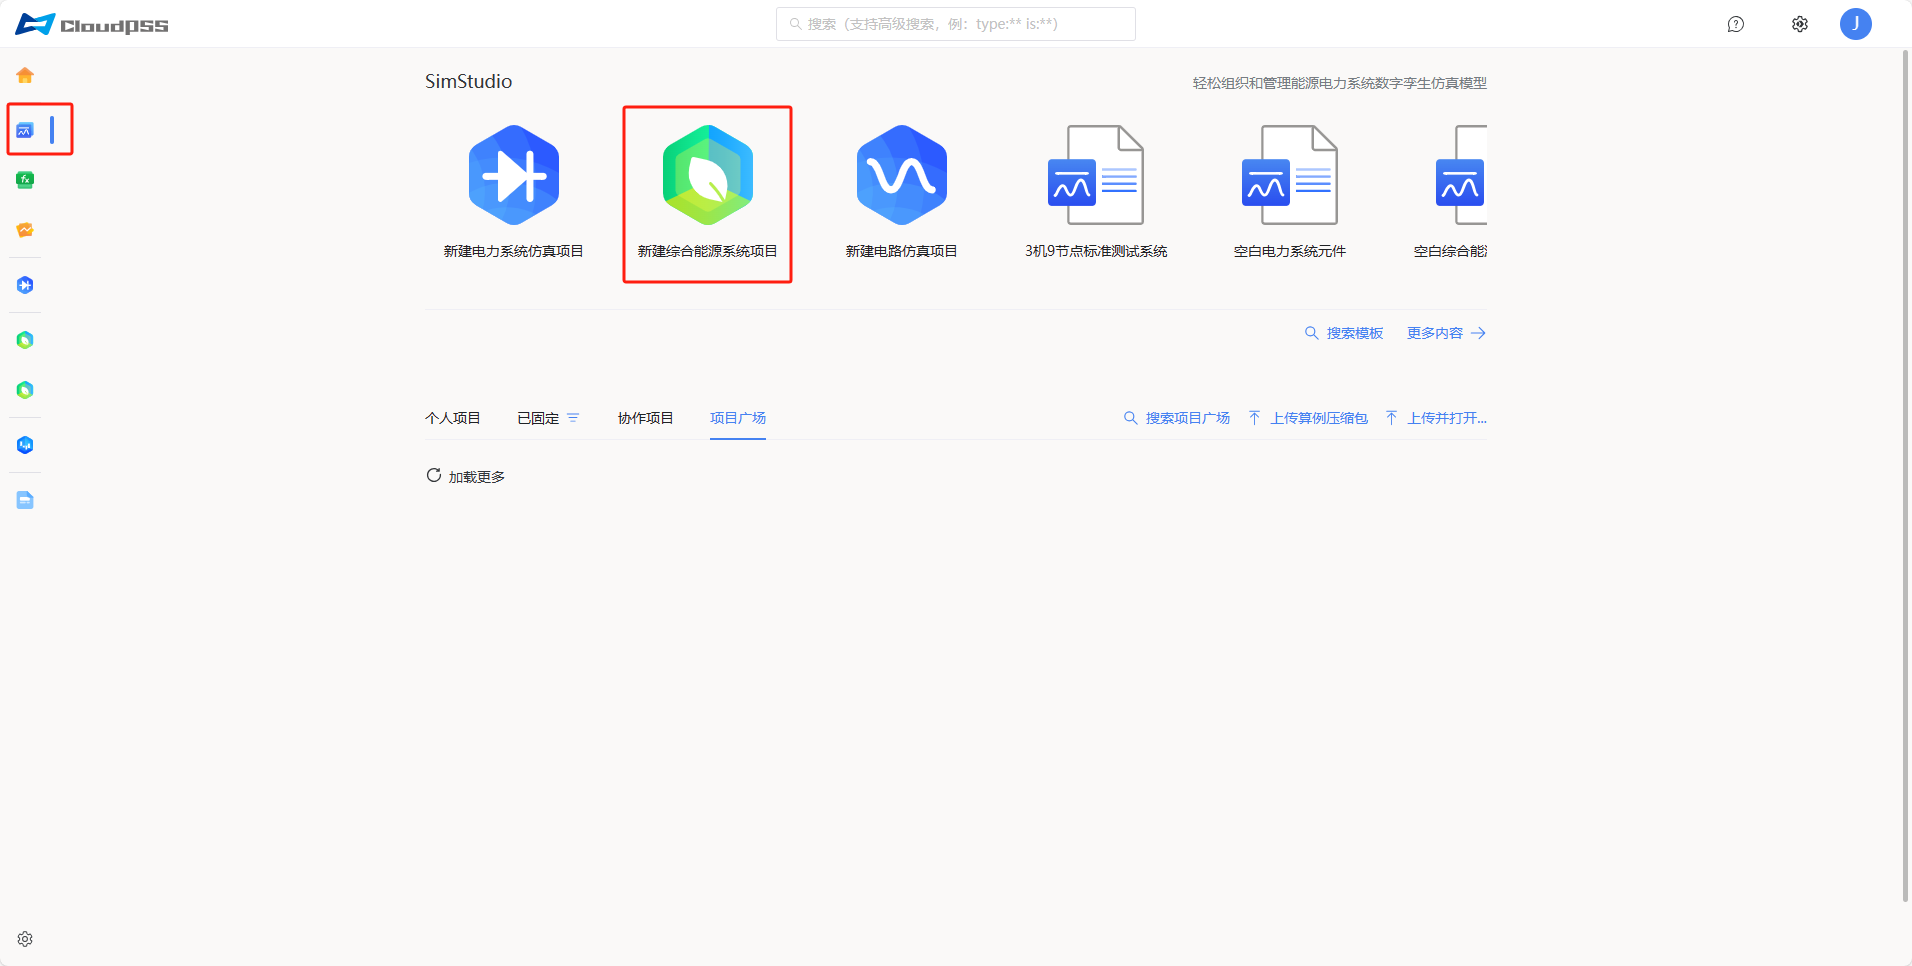 CloudPSS
搜索（支持高级搜索，例：type:** is:**）
J
SimStudio
轻松组织和管理能源电力系统数字孪生仿真模型
新建电力系统仿真项目
新建综合能源系统项目
新建电路仿真项目
3机9节点标准测试系统
空白电力系统元件
空白综合能
搜索模板
更多内容
个人项目
已固定
协作项目
项目广场
搜索项目广场
上传算例压缩包
上传并打开...
加载更多